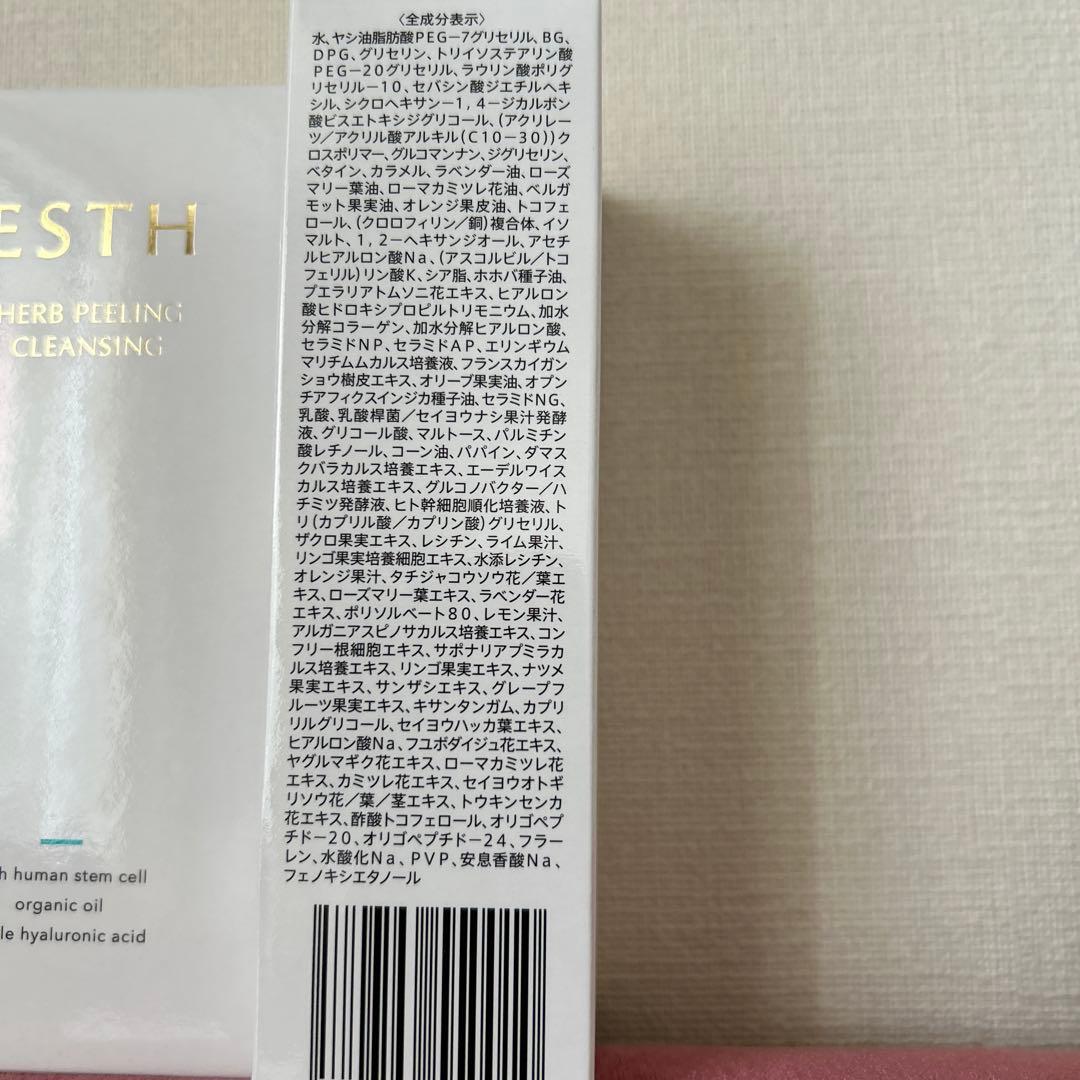 ESTH
HERB PEELING
CLEANSING
h human stem cell
organic oil
le hyaluronic acid
〈全成分表示〉
水、ヤシ油脂肪酸PEG－7グリセリル、BG、
DPG、グリセリン、トリイソステアリン酸
PEG－20グリセリル、ラウリン酸ポリグ
リセリル－10、セバシン酸ジエチルヘキ
シル、シクロヘキサン－1，4－ジカルボン
酸ビスエトキシジグリコール、（アクリレー
ツ／アクリル酸アルキル（C10－30））ク
ロスポリマー、グルコマンナン、ジグリセリン、
ベタイン、カラメル、ラベンダー油、ローズ
マリー葉油、ローマカミツレ花油、ベルガ
モット果実油、オレンジ果皮油、トコフェ
ロール、（クロロフィリン／銅）複合体、イソ
マルト、1，2－ヘキサンジオール、アセチ
ルヒアルロン酸Na、（アスコルビル／トコ
フェリル）リン酸K、シア脂、ホホバ種子油、
プエラリアトムソニ花エキス、ヒアルロン
酸ヒドロキシプロピルトリモニウム、加水
分解コラーゲン、加水分解ヒアルロン酸、
セラミドNP、セラミドAP、エリンギウム
マリチムムカルス培養液、フランスカイガン
ショウ樹皮エキス、オリーブ果実油、オプン
チアフィクスインジカ種子油、セラミドNG、
乳酸、乳酸桿菌／セイヨウナシ果汁発酵
液、グリコール酸、マルトース、パルミチン
酸レチノール、コーン油、パパイン、ダマス
クバラカルス培養エキス、エーデルワイス
カルス培養エキス、グルコノバクター／ハ
チミツ発酵液、ヒト幹細胞順化培養液、ト
リ（カプリル酸／カプリン酸）グリセリル、
ザクロ果実エキス、レシチン、ライム果汁、
リンゴ果実培養細胞エキス、水添レシチン、
オレンジ果汁、タチジャコウソウ花／葉エ
キス、ローズマリー葉エキス、ラベンダー花
エキス、ポリソルベート80、レモン果汁、
アルガニアスピノサカルス培養エキス、コン
フリー根細胞エキス、サポナリアプミラカ
ルス培養エキス、リンゴ果実エキス、ナツメ
果実エキス、サンザシエキス、グレープフ
ルーツ果実エキス、キサンタンガム、カプリ
リルグリコール、セイヨウハッカ葉エキス、
ヒアルロン酸Na、フユボダイジュ花エキス、
ヤグルマギク花エキス、ローマカミツレ花
エキス、カミツレ花エキス、セイヨウオトギ
リソウ花／葉／茎エキス、トウキンセンカ
花エキス、酢酸トコフェロール、オリゴペプ
チド－20、オリゴペプチド－24、フラー
レン、水酸化Na、PVP、安息香酸Na、
フェノキシエタノール